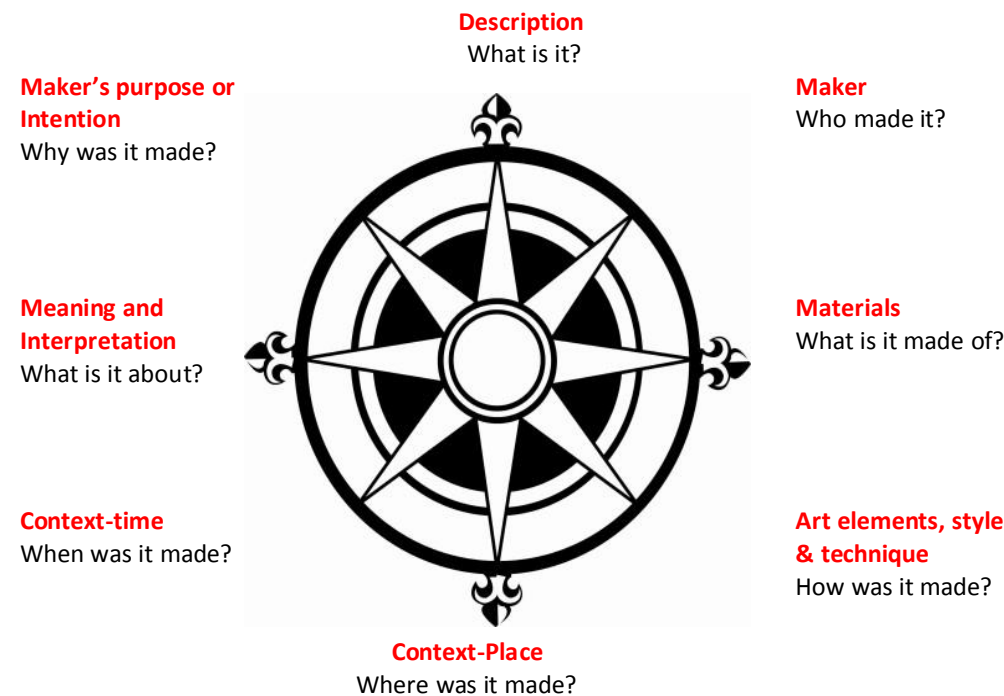 Description
What is it?
Maker’s purpose or
Intention
Why was it made?
Maker
Who made it?
Meaning and
Interpretation
What is it about?
Materials
What is it made of?
Context-time
When was it made?
Art elements, style
& technique
How was it made?
Context-Place
Where was it made?